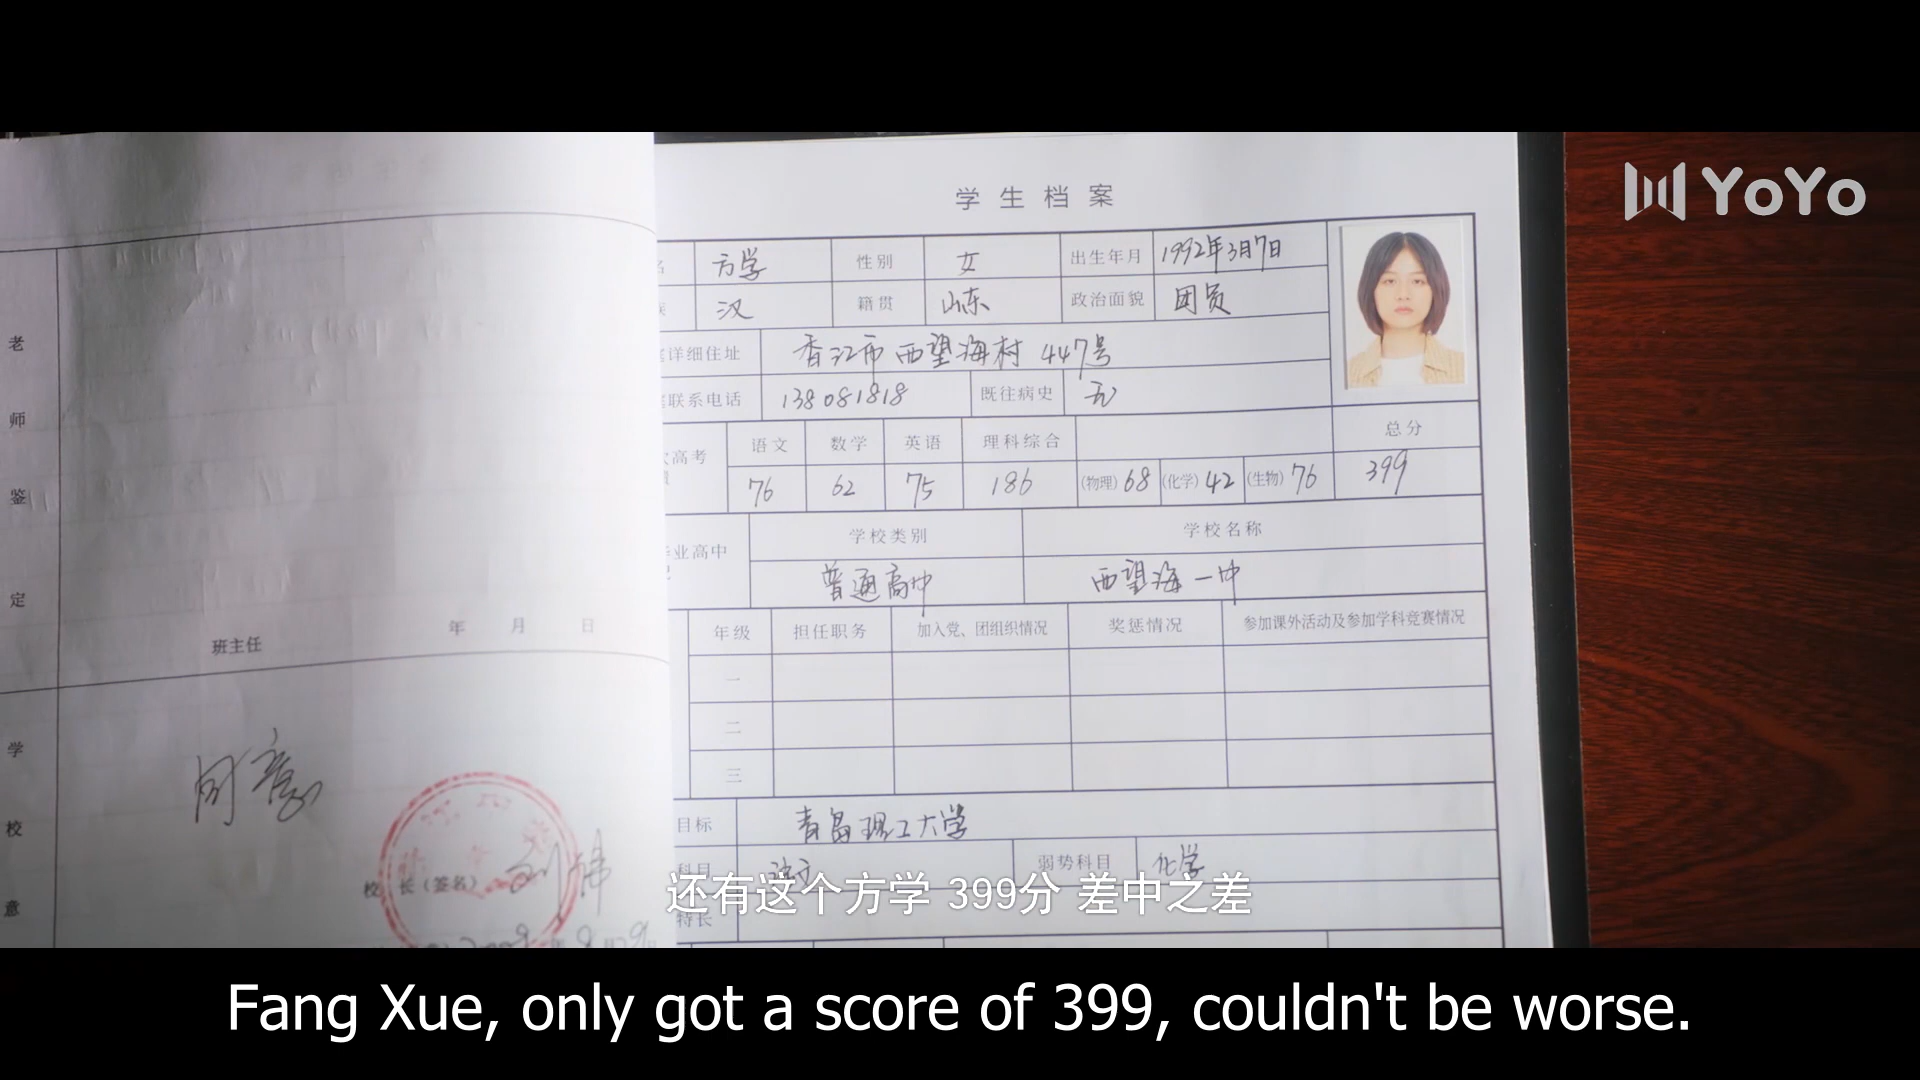 YoYo
学生档案
名 方学 性别 女 出生年月 1992年3月7日
族 汉 籍贯 山东 政治面貌 团员
详细住址 香江市西望海村447号
联系电话 138081818 既往病史 无
次高考 语文 数学 英语 理科综合 总分
76 62 75 186 (物理) 68 (化学) 42 (生物) 76 399
毕业高中 学校类别 学校名称
普通高中 西望海一中
年级 担任职务 加入党、团组织情况 奖惩情况 参加课外活动及参加学科竞赛情况
一
二
三
目标 青岛理工大学
科目 语文 弱势科目 化学
特长
老师鉴定
班主任 年 月 日
学校意
校长(签名)
还有这个方学 399分 差中之差
Fang Xue, only got a score of 399, couldn't be worse.